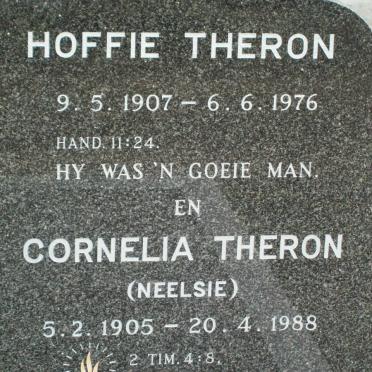 HOFFIE THERON
9. 5. 1907 – 6. 6. 1976
HAND. 11:24.
HY WAS 'N GOEIE MAN.
EN
CORNELIA THERON
(NEELSIE)
5. 2. 1905 – 20. 4. 1988
2 TIM. 4:8.